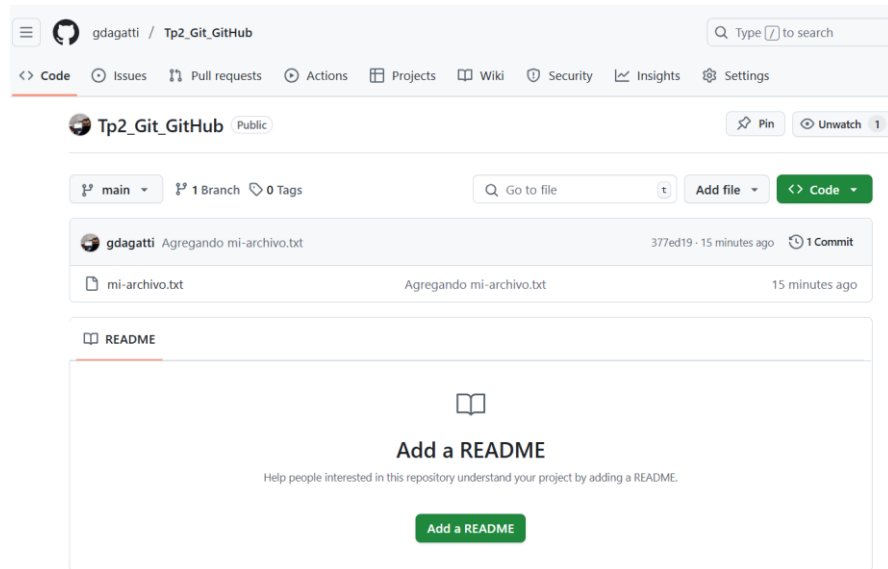 gdagatti / Tp2_Git_GitHub
Type / to search
Code Issues Pull requests Actions Projects Wiki Security Insights Settings
Tp2_Git_GitHub Public
Pin Unwatch 1
main 1 Branch 0 Tags
Go to file t Add file <> Code
gdagatti Agregando mi-archivo.txt 377ed19 · 15 minutes ago 1 Commit
mi-archivo.txt Agregando mi-archivo.txt 15 minutes ago
README
Add a README
Help people interested in this repository understand your project by adding a README.
Add a README